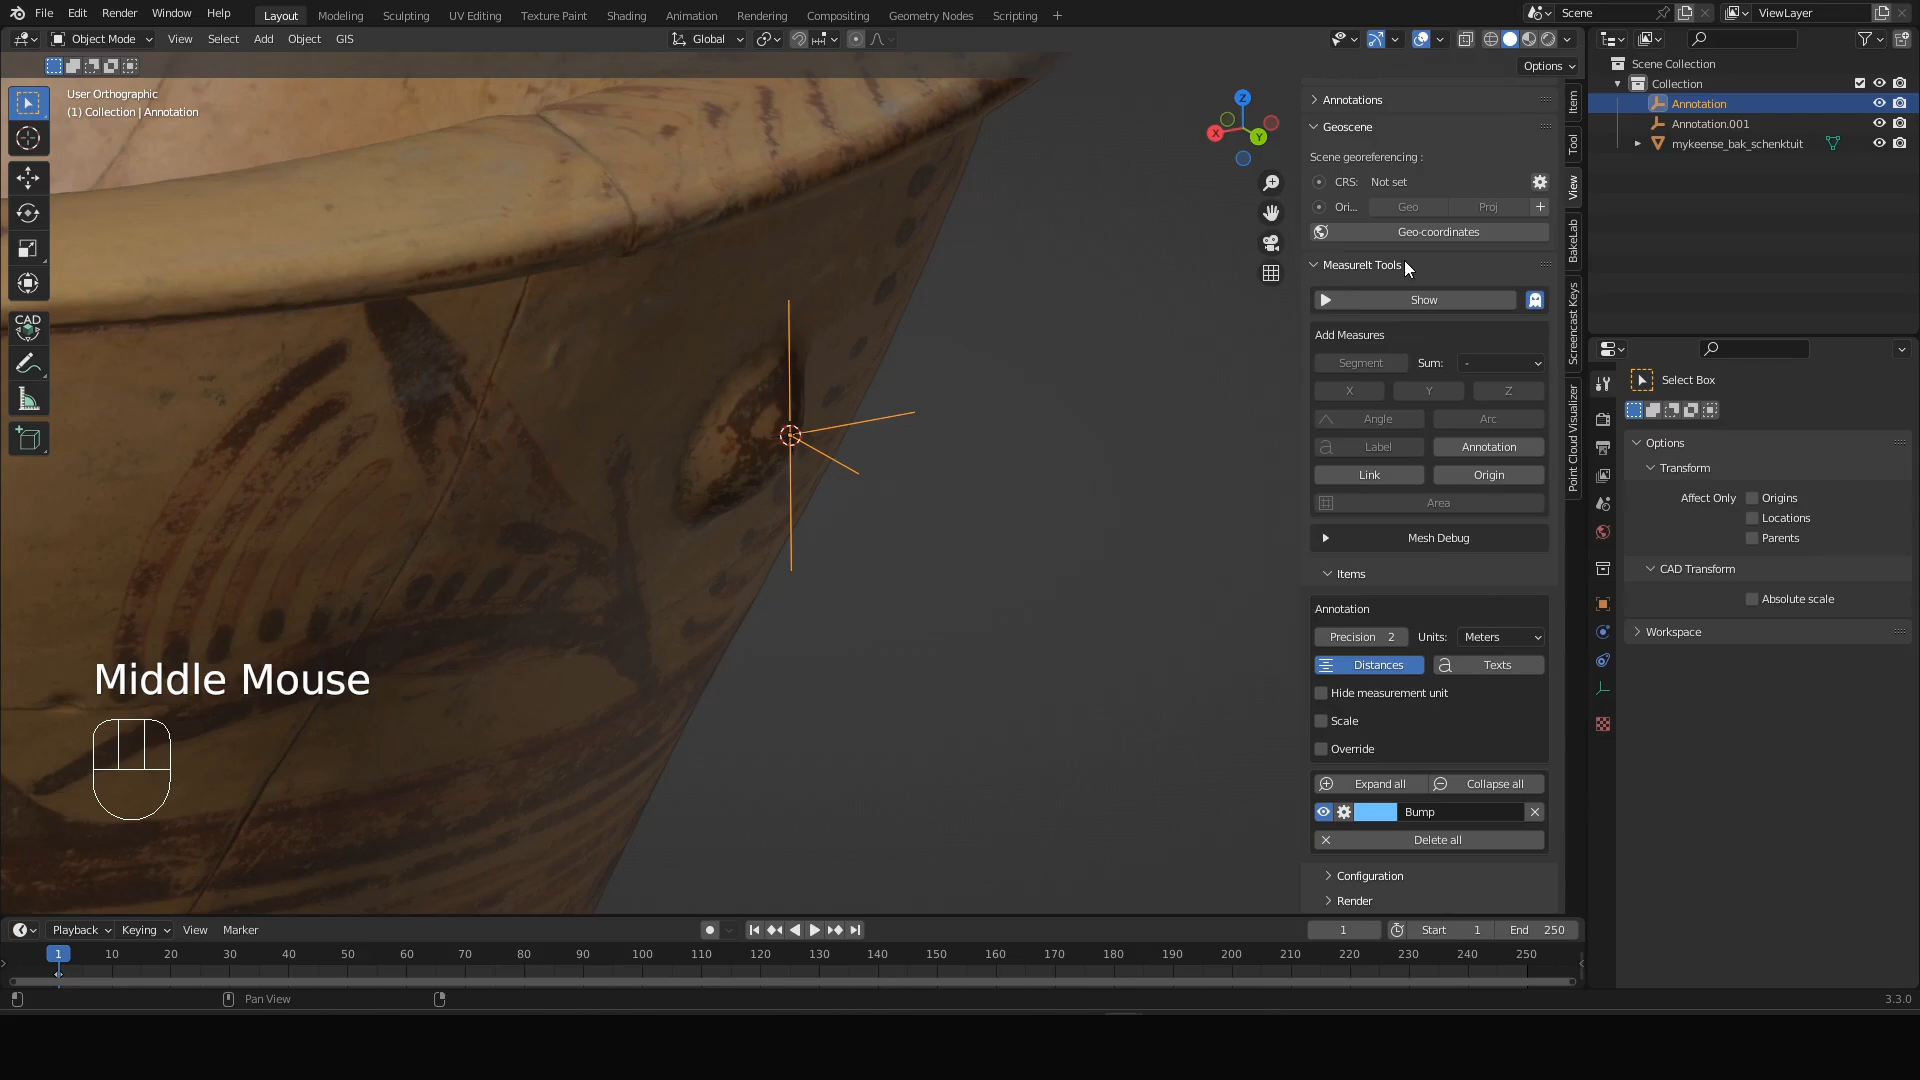 File Edit Render Window Help Layout Modeling Sculpting UV Editing Texture Paint Shading Animation Rendering Compositing Geometry Nodes Scripting + Scene ViewLayer
Object Mode View Select Add Object GIS Global
Options
User Orthographic
(1) Collection | Annotation
CAD
Z
X
Y
Annotations
Geoscene
Scene georeferencing :
CRS: Not set
Ori... Geo Proj +
Geo-coordinates
MeasureIt Tools
Show
Add Measures
Segment Sum: -
X Y Z
Angle Arc
Label Annotation
Link Origin
Area
Mesh Debug
Items
Annotation
Precision 2 Units: Meters
Distances Texts
Hide measurement unit
Scale
Override
Expand all Collapse all
Bump
Delete all
Configuration
Render
Item
Tool
View
BakeLab
Screencast Keys
Point Cloud Visualizer
Scene Collection
Collection
Annotation
Annotation.001
mykeense_bak_schenktuit
Select Box
Options
Transform
Affect Only Origins
Locations
Parents
CAD Transform
Absolute scale
Workspace
Middle Mouse
Playback Keying View Marker 1 Start 1 End 250
1 10 20 30 40 50 60 70 80 90 100 110 120 130 140 150 160 170 180 190 200 210 220 230 240 250
Pan View
3.3.0